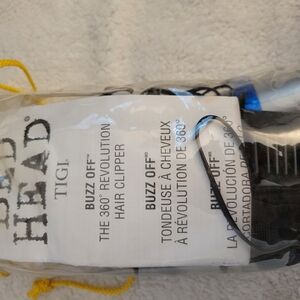 BED
HEAD
TIGI
BUZZ OFF®
THE 360° REVOLUTION
HAIR CLIPPER
BUZZ OFF®
TONDEUSE À CHEVEUX
À RÉVOLUTION DE 360°
BUZZ OFF®
LA REVOLUCIÓN DE 360°
CORTADORA DE